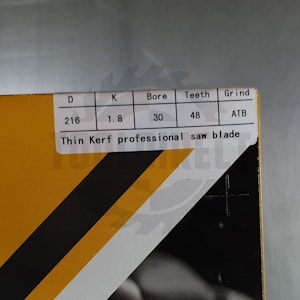 D K Bore Teeth Grind
216 1.8 30 48 ATB
Thin Kerf professional saw blade